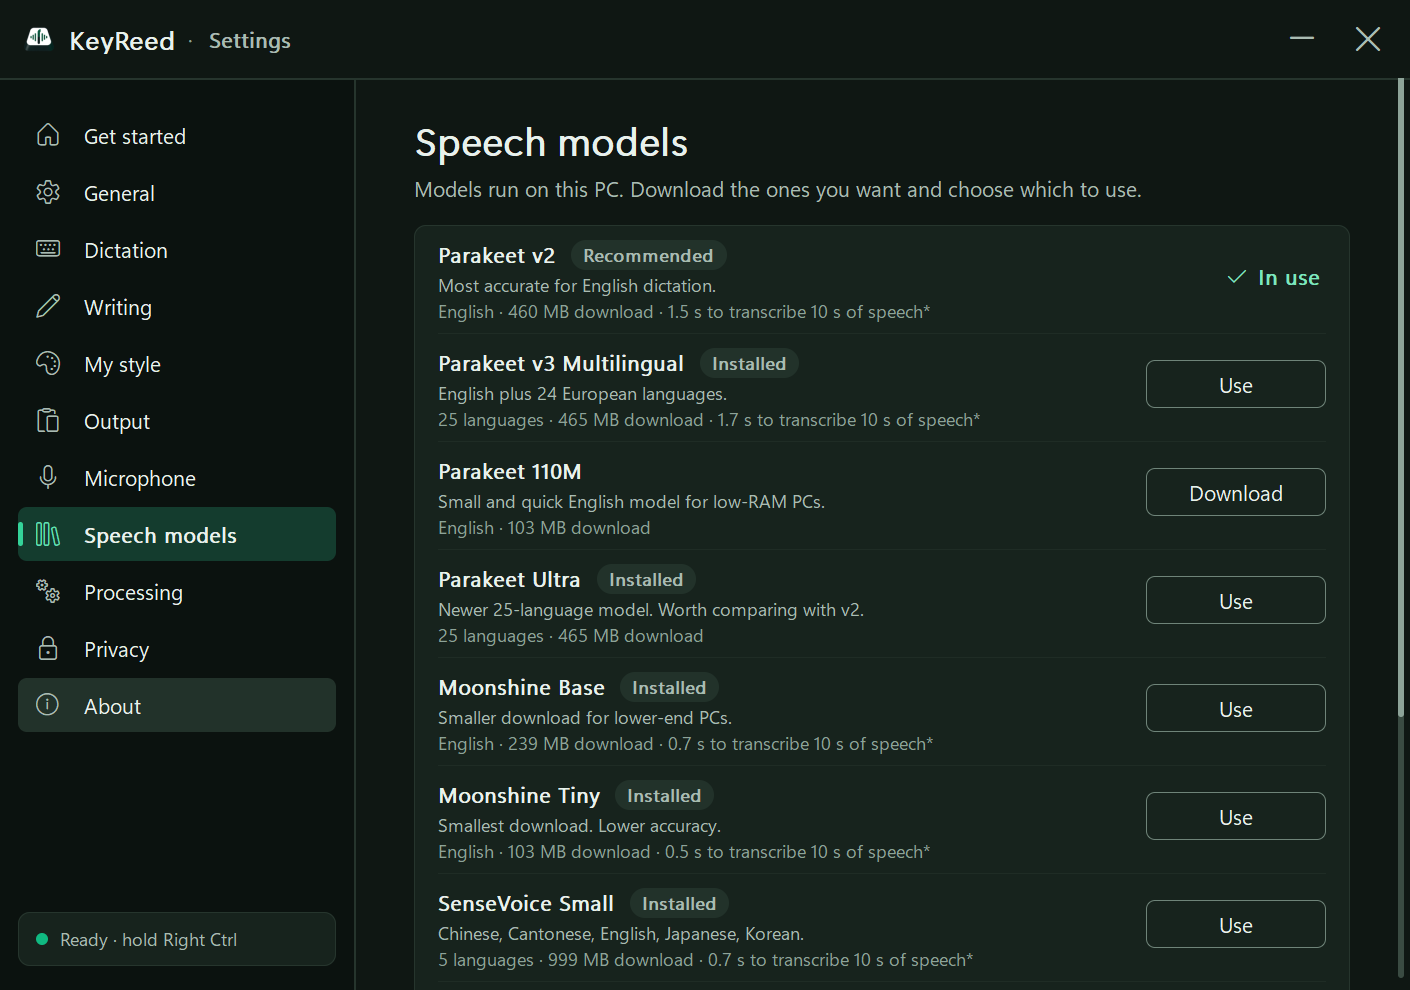 KeyReed · Settings
Get started
General
Dictation
Writing
My style
Output
Microphone
Speech models
Processing
Privacy
About
Ready · hold Right Ctrl
Speech models
Models run on this PC. Download the ones you want and choose which to use.
Parakeet v2 Recommended
Most accurate for English dictation.
English · 460 MB download · 1.5 s to transcribe 10 s of speech*
In use
Parakeet v3 Multilingual Installed
English plus 24 European languages.
25 languages · 465 MB download · 1.7 s to transcribe 10 s of speech*
Use
Parakeet 110M
Small and quick English model for low-RAM PCs.
English · 103 MB download
Download
Parakeet Ultra Installed
Newer 25-language model. Worth comparing with v2.
25 languages · 465 MB download
Use
Moonshine Base Installed
Smaller download for lower-end PCs.
English · 239 MB download · 0.7 s to transcribe 10 s of speech*
Use
Moonshine Tiny Installed
Smallest download. Lower accuracy.
English · 103 MB download · 0.5 s to transcribe 10 s of speech*
Use
SenseVoice Small Installed
Chinese, Cantonese, English, Japanese, Korean.
5 languages · 999 MB download · 0.7 s to transcribe 10 s of speech*
Use